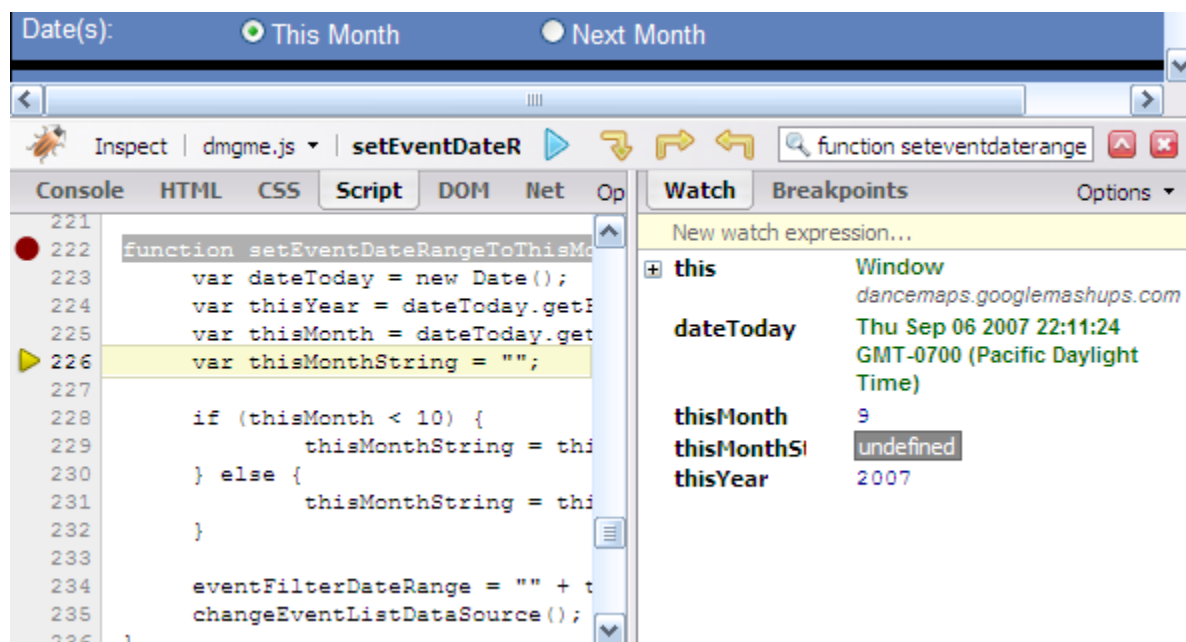 Date(s): This Month Next Month
Inspect dmgme.js setEventDateR function seteventdaterange
Console HTML CSS Script DOM Net Op Watch Breakpoints Options
New watch expression...
221
222 function setEventDateRangeToThisMo
223 var dateToday = new Date();
224 var thisYear = dateToday.getF
225 var thisMonth = dateToday.get
226 var thisMonthString = "";
227
228 if (thisMonth < 10) {
229 thisMonthString = thi
230 } else {
231 thisMonthString = thi
232 }
233
234 eventFilterDateRange = "" + t
235 changeEventListDataSource();
236 }
this Window
dancemaps.googlemashups.com
dateToday Thu Sep 06 2007 22:11:24
GMT-0700 (Pacific Daylight
Time)
thisMonth 9
thisMonthSt undefined
thisYear 2007